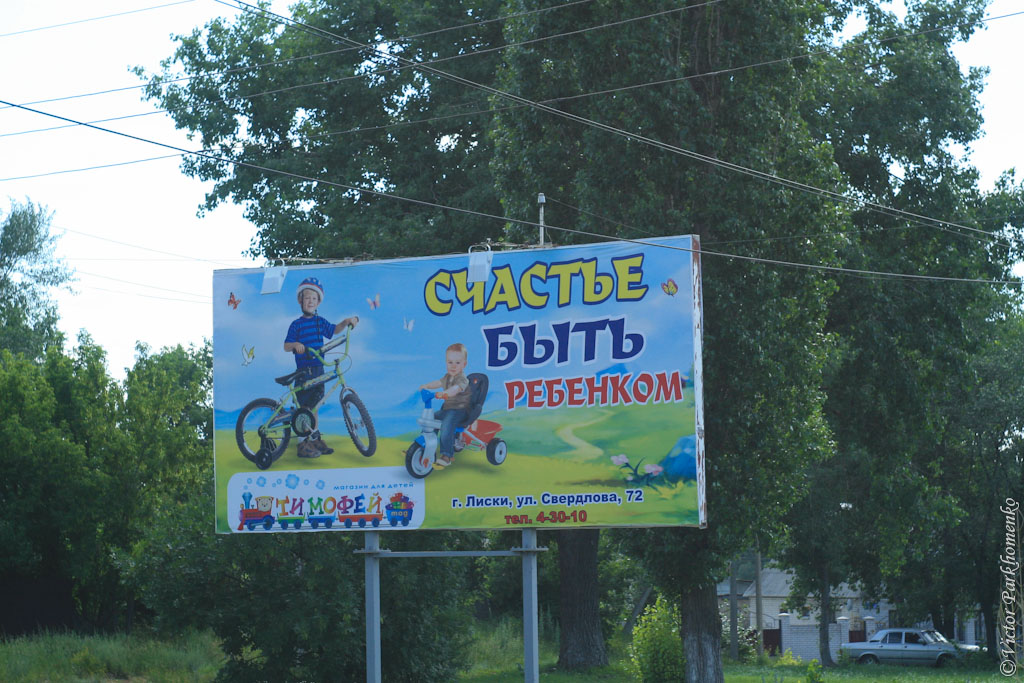 СЧАСТЬЕ
БЫТЬ
РЕБЕНКОМ
магазин для детей
ТИМОФЕЙ
г. Лиски, ул. Свердлова, 72
тел. 4-30-10
©Victor Parkhomenko